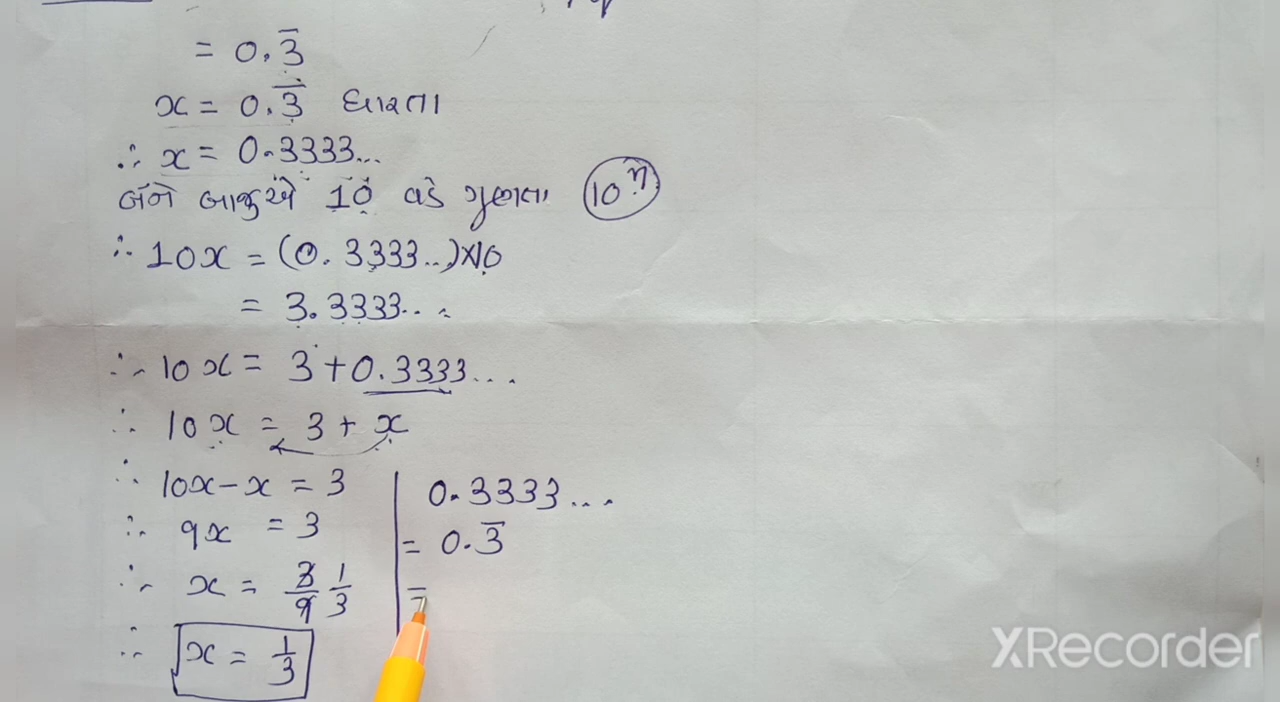 = 0.3̅
x = 0.3̅ ધારતા
∴ x = 0.3333...
બંને બાજુએ 10 વડે ગુણતા 10ⁿ
∴ 10x = (0.3333..)×10
= 3.3333...
∴ 10x = 3+0.3333...
∴ 10x = 3 + x
∴ 10x-x = 3
∴ 9x = 3
∴ x = 3/9 1/3
∴ x = 1/3
0.3333...
= 0.3̅
=
XRecorder